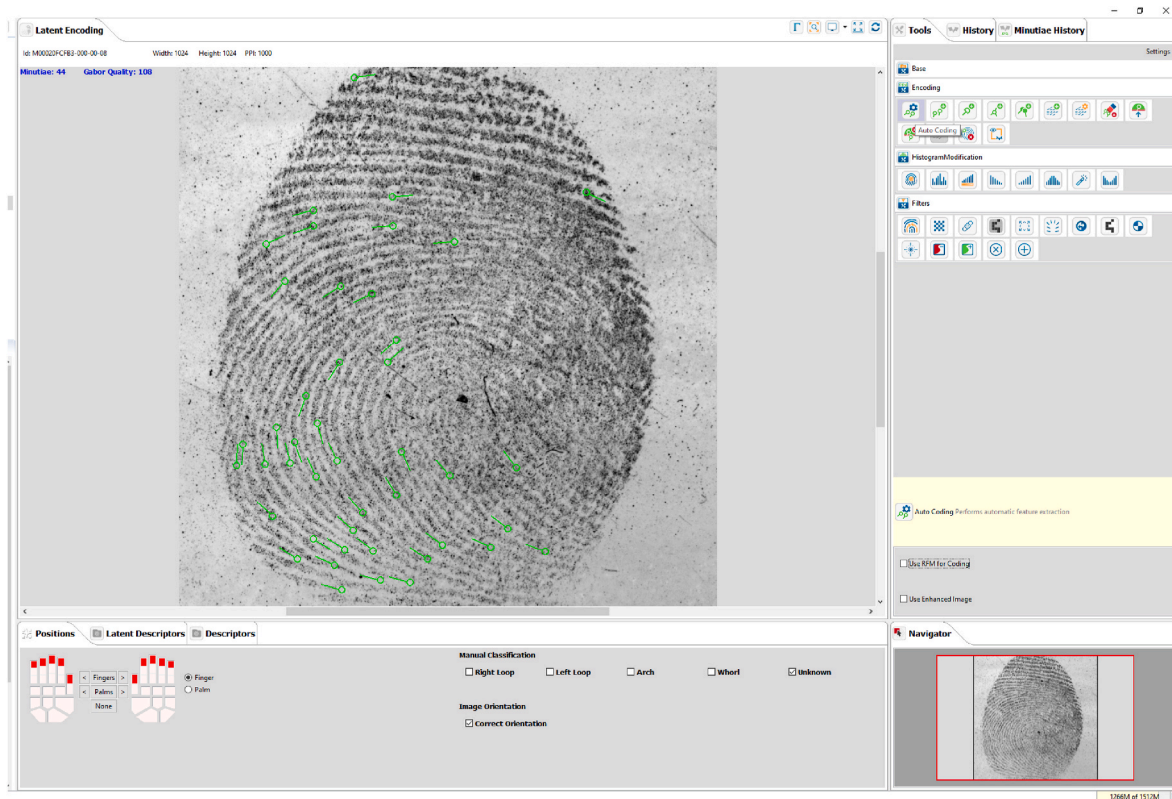 Latent Encoding
Id: M00020FCFB3-000-00-08 Width: 1024 Height: 1024 PPI: 1000
Minutiae: 44 Gabor Quality: 108
Tools History Minutiae History
Settings
Base
Encoding
Auto Coding
HistogramModification
Filters
Auto Coding Performs automatic feature extraction
Use RFM for Coding
Use Enhanced Image
Positions Latent Descriptors Descriptors
< Fingers >
< Palms >
None
Finger
Palm
Manual Classification
Right Loop Left Loop Arch Whorl Unknown
Image Orientation
Correct Orientation
Navigator
1266M of 1512M